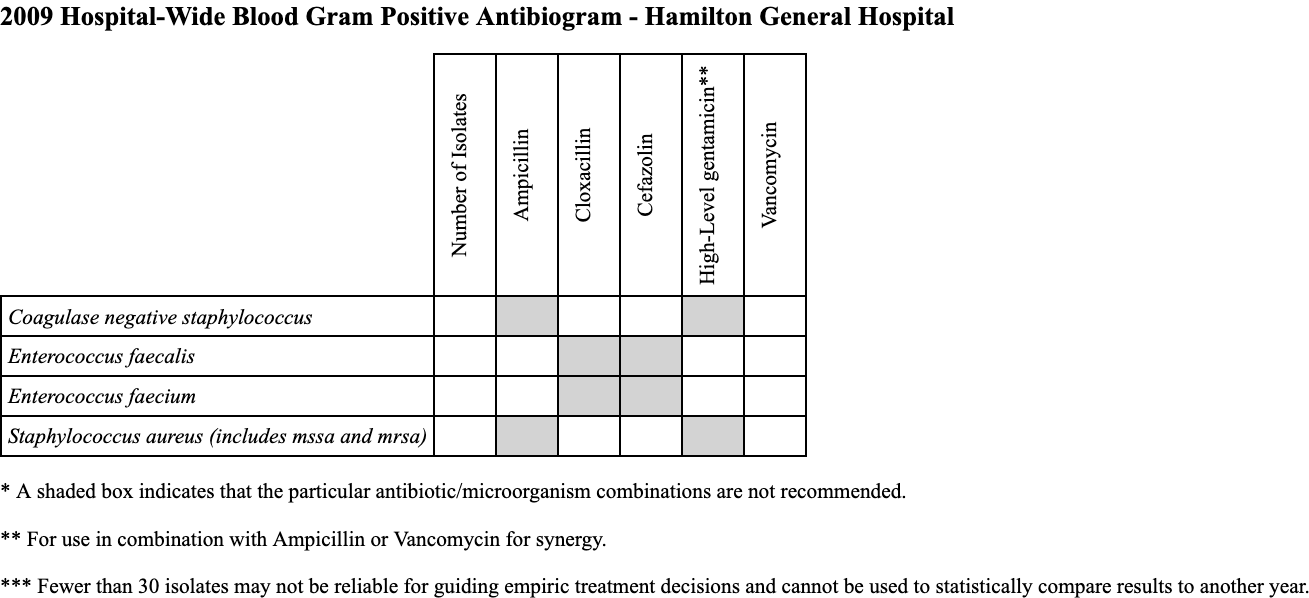 2009 Hospital-Wide Blood Gram Positive Antibiogram - Hamilton General Hospital
Number of Isolates
Ampicillin
Cloxacillin
Cefazolin
High-Level gentamicin**
Vancomycin
Coagulase negative staphylococcus
Enterococcus faecalis
Enterococcus faecium
Staphylococcus aureus (includes mssa and mrsa)
* A shaded box indicates that the particular antibiotic/microorganism combinations are not recommended.
** For use in combination with Ampicillin or Vancomycin for synergy.
*** Fewer than 30 isolates may not be reliable for guiding empiric treatment decisions and cannot be used to statistically compare results to another year.